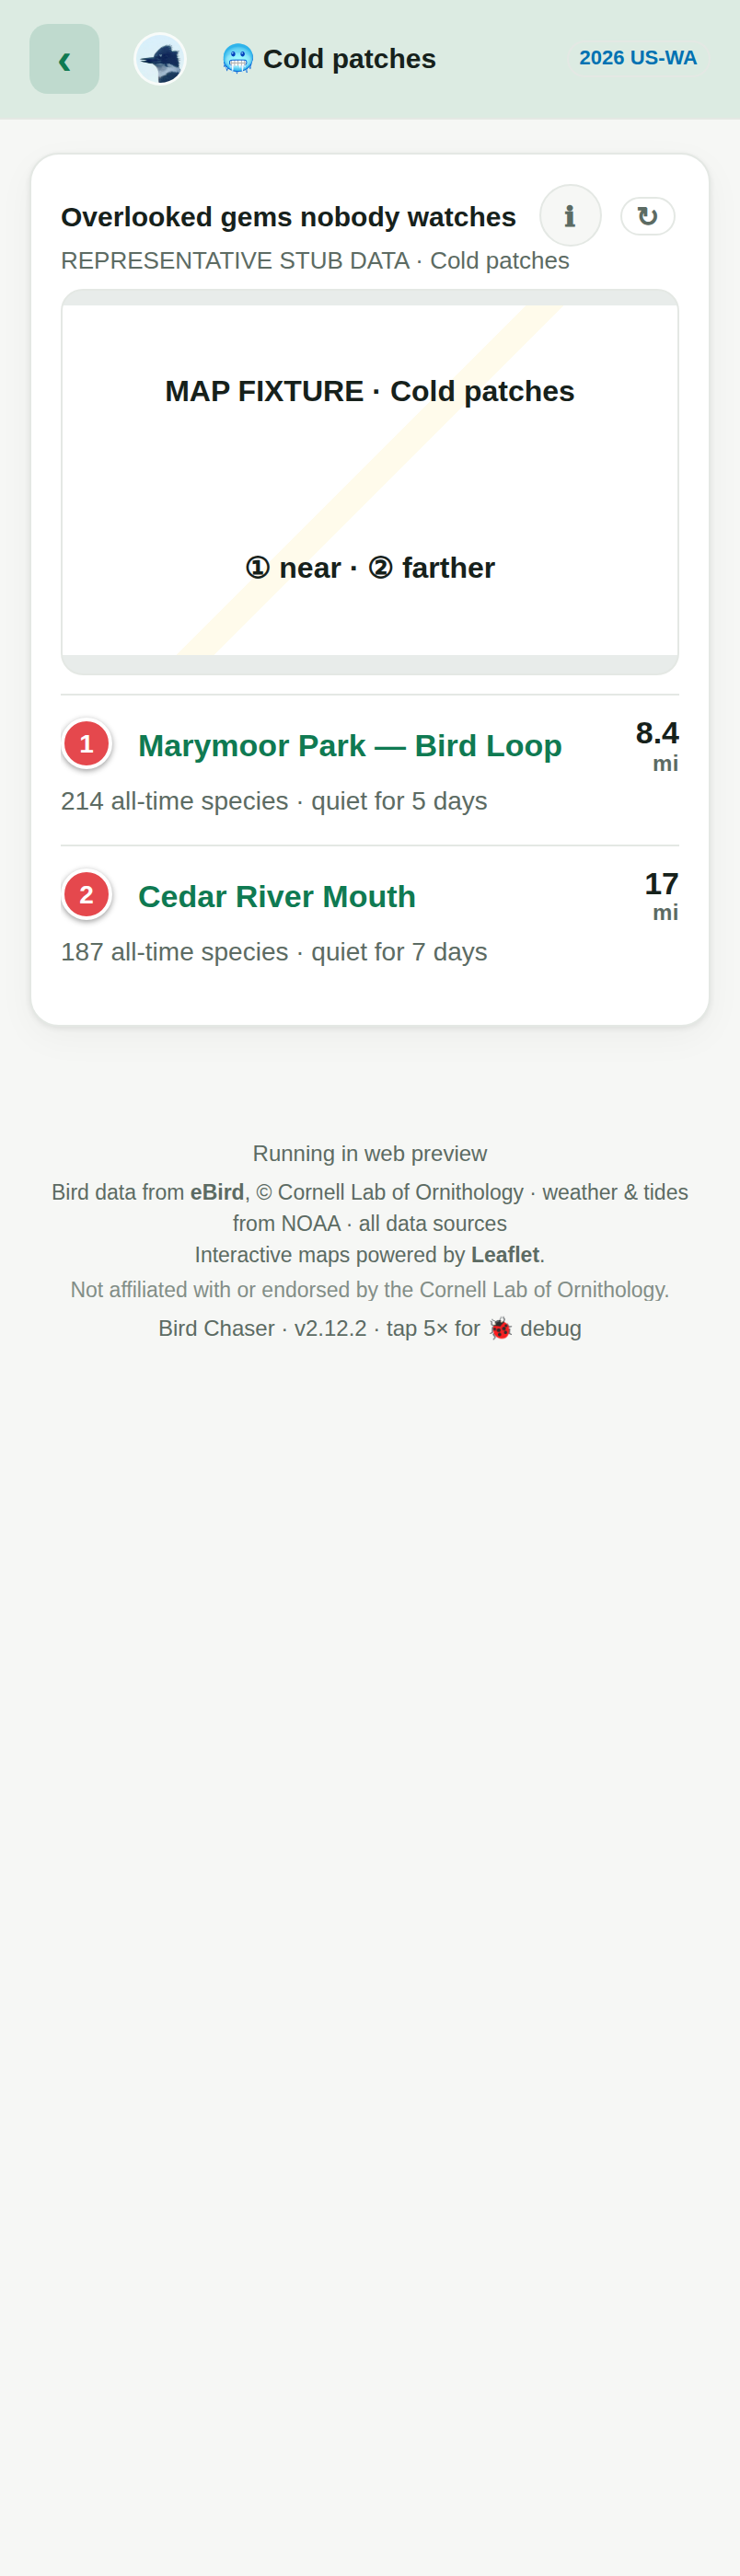 ‹ 🥶 Cold patches 2026 US-WA
Overlooked gems nobody watches ℹ ↻
REPRESENTATIVE STUB DATA · Cold patches
MAP FIXTURE · Cold patches
① near · ② farther
1 Marymoor Park — Bird Loop 8.4 mi
214 all-time species · quiet for 5 days
2 Cedar River Mouth 17 mi
187 all-time species · quiet for 7 days
Running in web preview
Bird data from eBird, © Cornell Lab of Ornithology · weather & tides
from NOAA · all data sources
Interactive maps powered by Leaflet.
Not affiliated with or endorsed by the Cornell Lab of Ornithology.
Bird Chaser · v2.12.2 · tap 5× for 🐞 debug